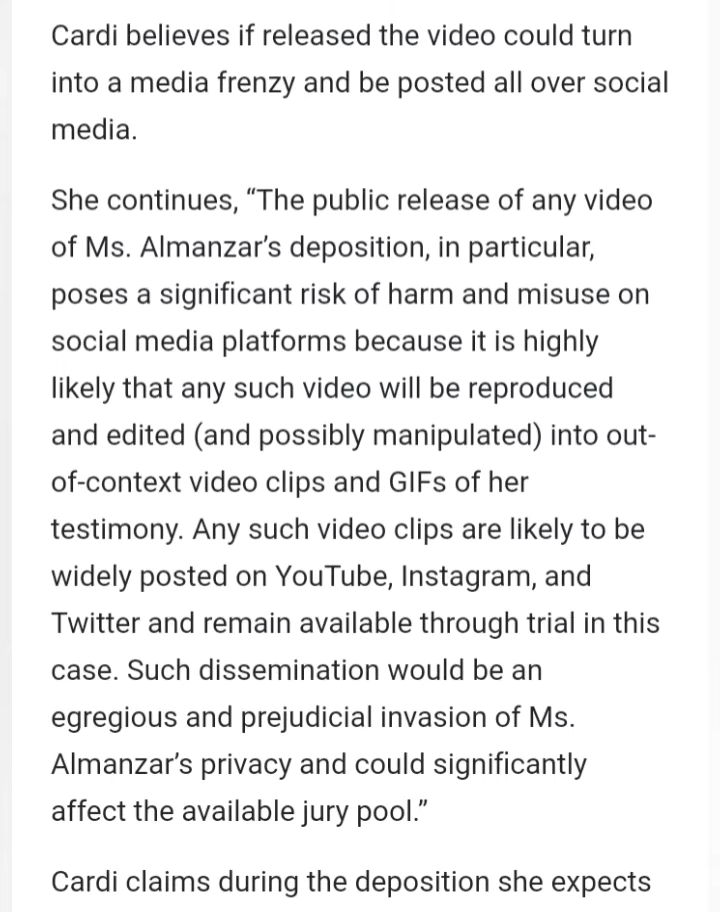 Cardi believes if released the video could turn
into a media frenzy and be posted all over social
media.
She continues, “The public release of any video
of Ms. Almanzar’s deposition, in particular,
poses a significant risk of harm and misuse on
social media platforms because it is highly
likely that any such video will be reproduced
and edited (and possibly manipulated) into out-
of-context video clips and GIFs of her
testimony. Any such video clips are likely to be
widely posted on YouTube, Instagram, and
Twitter and remain available through trial in this
case. Such dissemination would be an
egregious and prejudicial invasion of Ms.
Almanzar’s privacy and could significantly
affect the available jury pool.”
Cardi claims during the deposition she expects